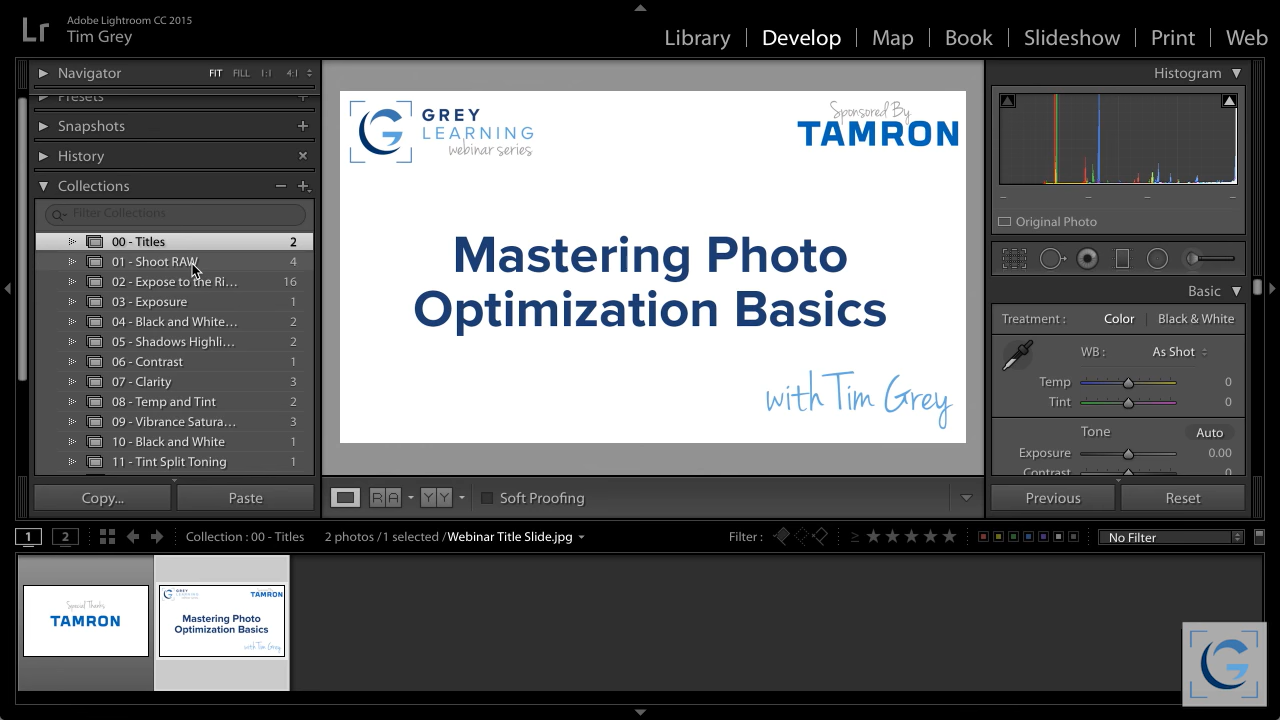 Adobe Lightroom CC 2015
Tim Grey
Library | Develop | Map | Book | Slideshow | Print | Web
Navigator FIT FILL 1:1 4:1
Presets
Snapshots
History
Collections
Filter Collections
00 - Titles 2
01 - Shoot RAW 4
02 - Expose to the Ri... 16
03 - Exposure 1
04 - Black and White... 2
05 - Shadows Highli... 2
06 - Contrast 1
07 - Clarity 3
08 - Temp and Tint 2
09 - Vibrance Satura... 3
10 - Black and White 1
11 - Tint Split Toning 1
Copy... Paste
GREY
LEARNING
webinar series
Sponsored By
TAMRON
Mastering Photo
Optimization Basics
with Tim Grey
RA YY Soft Proofing
Histogram
Original Photo
Basic
Treatment : Color | Black & White
WB : As Shot
Temp 0
Tint 0
Tone Auto
Exposure 0.00
Contrast
Previous Reset
1 2 Collection : 00 - Titles 2 photos / 1 selected / Webinar Title Slide.jpg Filter : ≥ ★★★★★ No Filter
Special Thanks
TAMRON
GREY
LEARNING
TAMRON
Mastering Photo
Optimization Basics
with Tim Grey